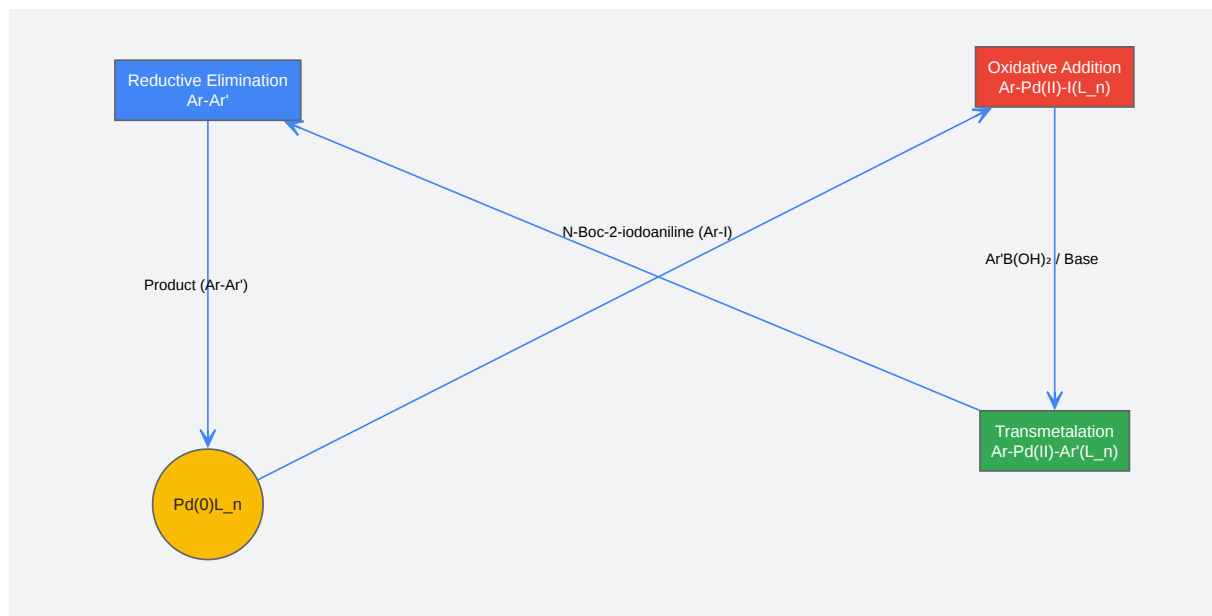 Reductive Elimination
Ar-Ar'
Oxidative Addition
Ar-Pd(II)-I(L_n)
N-Boc-2-iodoaniline (Ar-I)
Ar'B(OH)₂ / Base
Product (Ar-Ar')
Transmetalation
Ar-Pd(II)-Ar'(L_n)
Pd(0)L_n